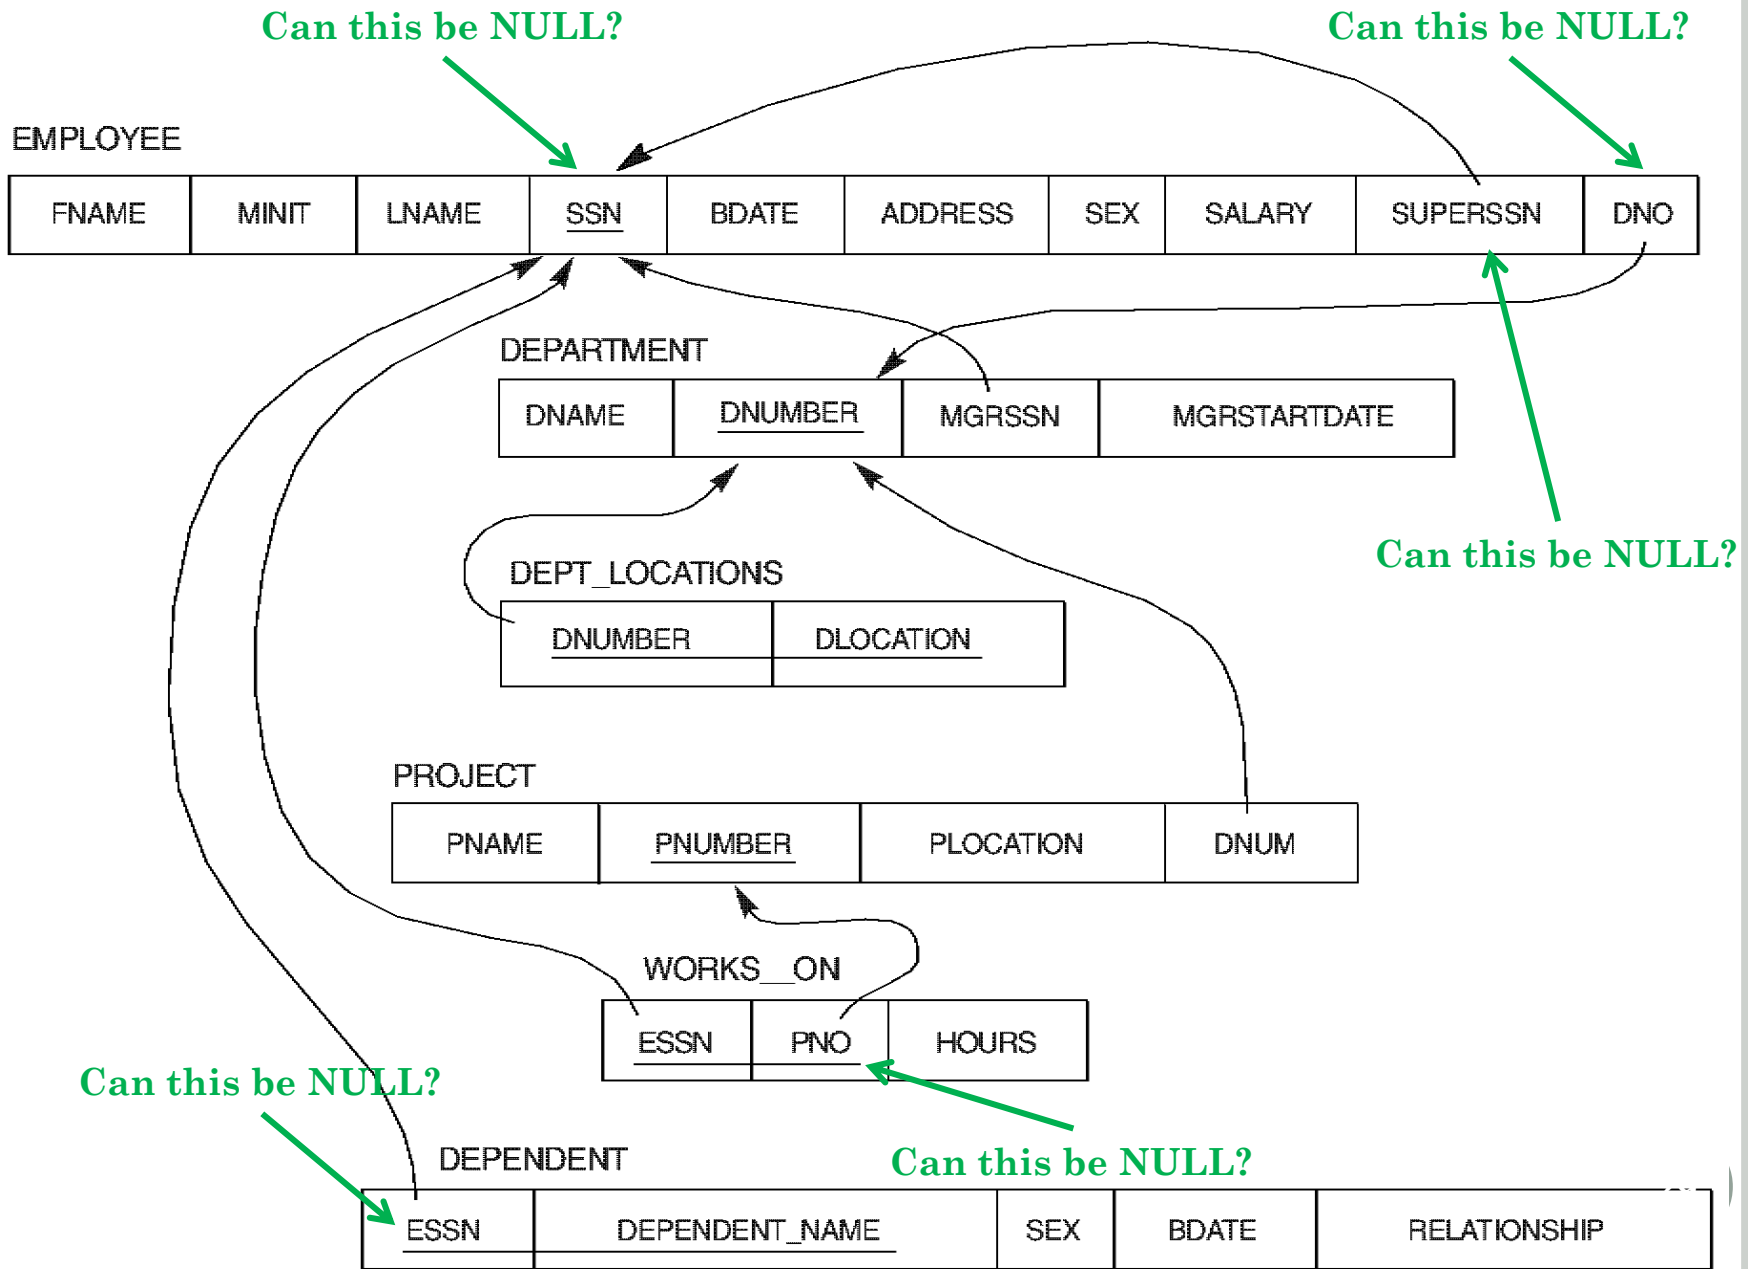 Can this be NULL? Can this be NULL?
EMPLOYEE
FNAME MINIT LNAME SSN BDATE ADDRESS SEX SALARY SUPERSSN DNO
DEPARTMENT
DNAME DNUMBER MGRSSN MGRSTARTDATE
Can this be NULL?
DEPT_LOCATIONS
DNUMBER DLOCATION
PROJECT
PNAME PNUMBER PLOCATION DNUM
WORKS_ON
ESSN PNO HOURS
Can this be NULL?
Can this be NULL?
DEPENDENT
ESSN DEPENDENT_NAME SEX BDATE RELATIONSHIP